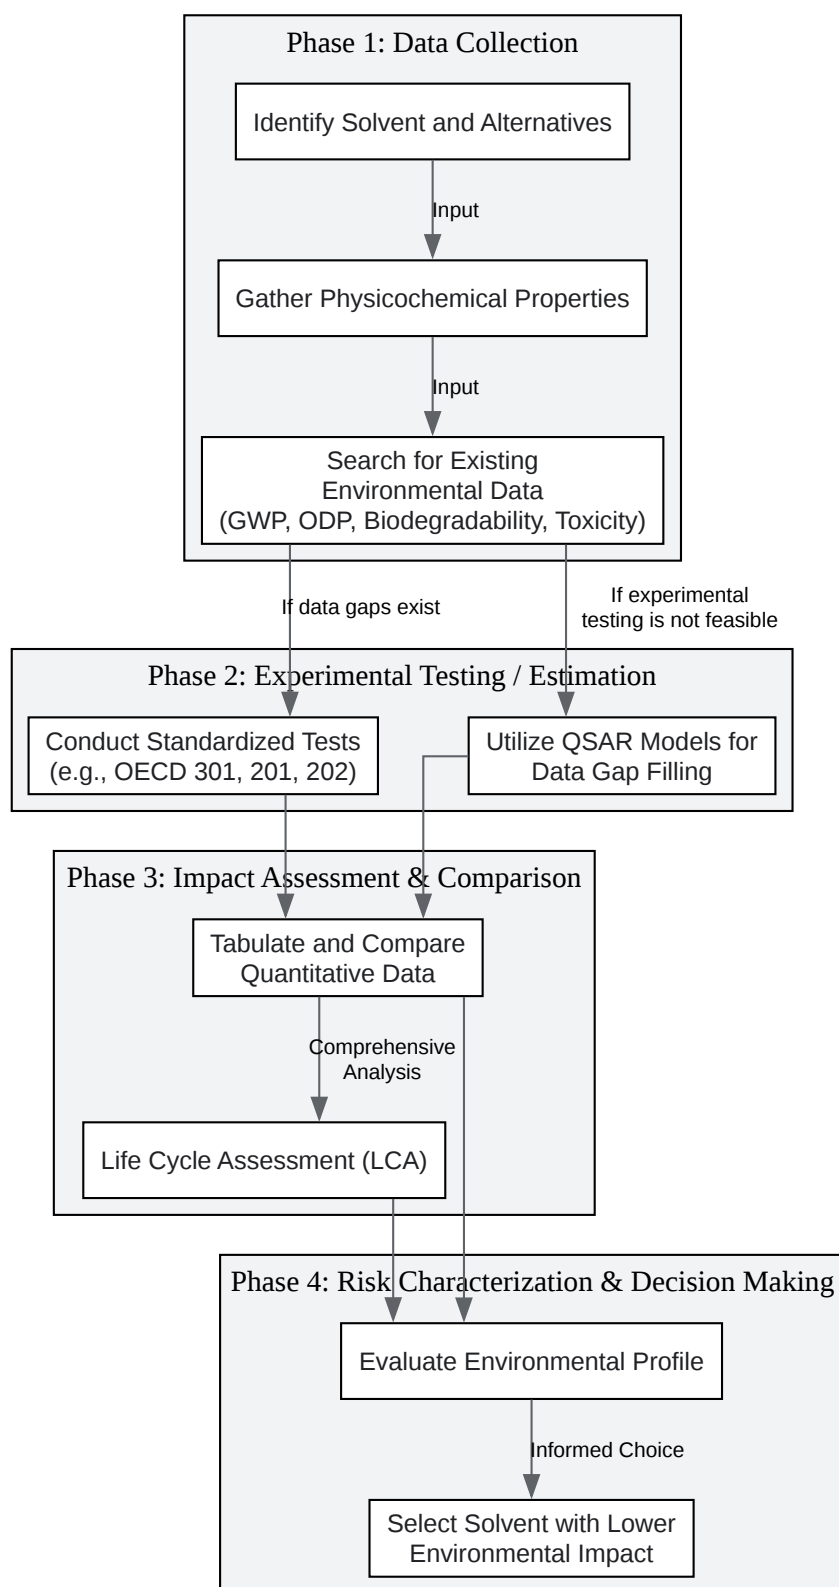 Phase 1: Data Collection
Identify Solvent and Alternatives
Input
Gather Physicochemical Properties
Input
Search for Existing
Environmental Data
(GWP, ODP, Biodegradability, Toxicity)
If data gaps exist
If experimental
testing is not feasible
Phase 2: Experimental Testing / Estimation
Conduct Standardized Tests
(e.g., OECD 301, 201, 202)
Utilize QSAR Models for
Data Gap Filling
Phase 3: Impact Assessment & Comparison
Tabulate and Compare
Quantitative Data
Comprehensive
Analysis
Life Cycle Assessment (LCA)
Phase 4: Risk Characterization & Decision Making
Evaluate Environmental Profile
Informed Choice
Select Solvent with Lower
Environmental Impact